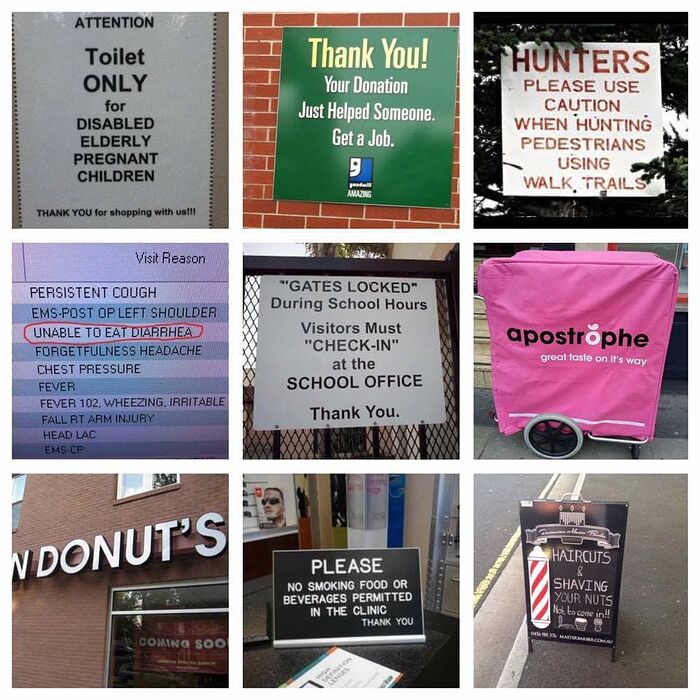 ATTENTION
Toilet
ONLY
for
DISABLED
ELDERLY
PREGNANT
CHILDREN
THANK YOU for shopping with us!!!
Thank You!
Your Donation
Just Helped Someone.
Get a Job.
g
goodwill
AMAZING
HUNTERS
PLEASE USE
CAUTION
WHEN HUNTING
PEDESTRIANS
USING
WALK TRAILS
Visit Reason
PERSISTENT COUGH
EMS-POST OP LEFT SHOULDER
UNABLE TO EAT DIARRHEA
FORGETFULNESS HEADACHE
CHEST PRESSURE
FEVER
FEVER 102, WHEEZING, IRRITABLE
FALL RT ARM INJURY
HEAD LAC
EMS-CP
"GATES LOCKED"
During School Hours
Visitors Must
"CHECK-IN"
at the
SCHOOL OFFICE
Thank You.
apostrophe
great taste on it's way
N DONUT'S
COMING SOO
PLEASE
NO SMOKING FOOD OR
BEVERAGES PERMITTED
IN THE CLINIC
THANK YOU
HIGH
DEFINITION
LENSES
HAIRCUTS
&
SHAVING
YOUR NUTS
Not to come in!!